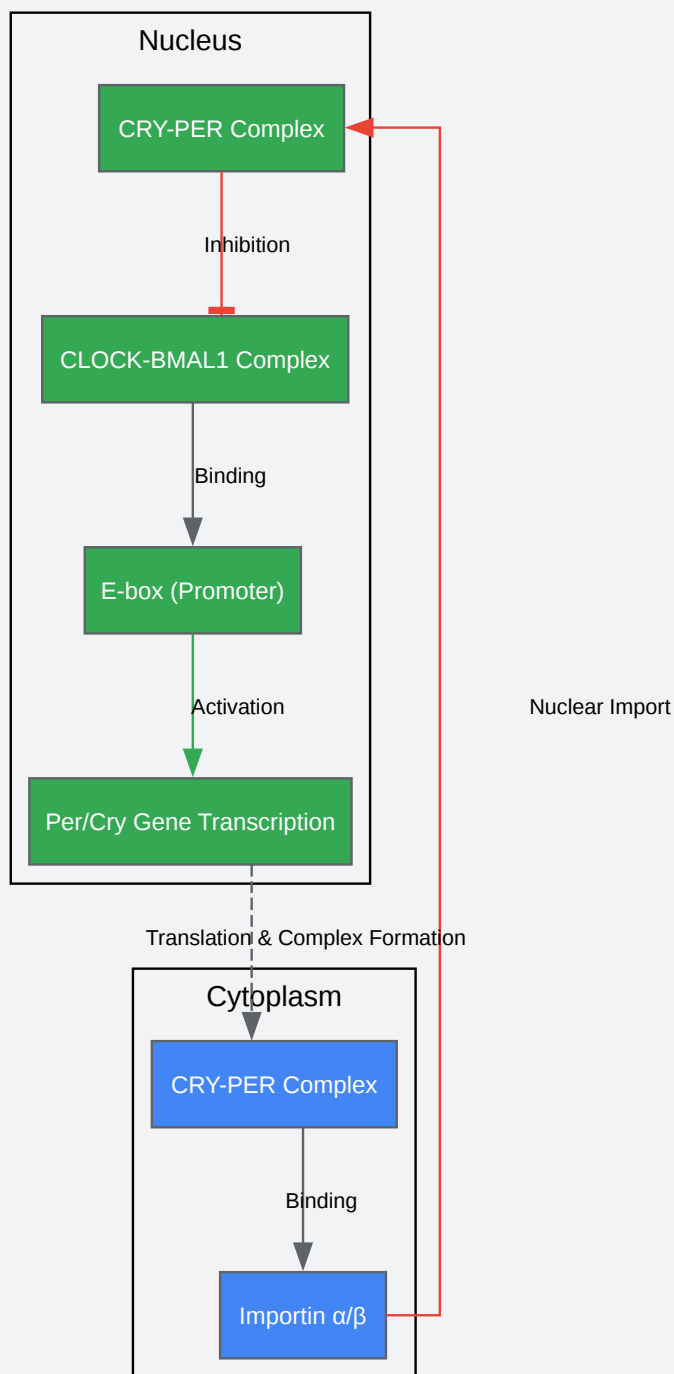 Nucleus
CRY-PER Complex
Inhibition
CLOCK-BMAL1 Complex
Binding
E-box (Promoter)
Activation
Nuclear Import
Per/Cry Gene Transcription
Translation & Complex Formation
Cytoplasm
CRY-PER Complex
Binding
Importin α/β